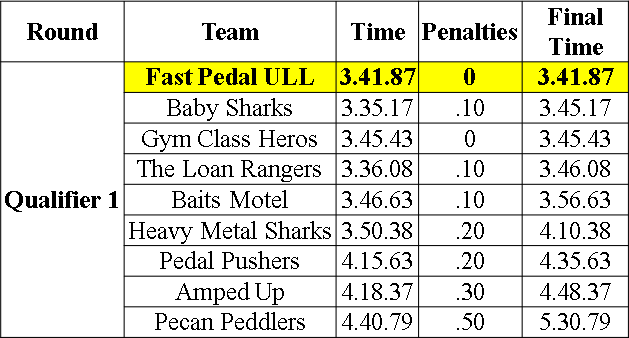 Round Team Time Penalties Final Time
Qualifier 1
Fast Pedal ULL 3.41.87 0 3.41.87
Baby Sharks 3.35.17 .10 3.45.17
Gym Class Heros 3.45.43 0 3.45.43
The Loan Rangers 3.36.08 .10 3.46.08
Baits Motel 3.46.63 .10 3.56.63
Heavy Metal Sharks 3.50.38 .20 4.10.38
Pedal Pushers 4.15.63 .20 4.35.63
Amped Up 4.18.37 .30 4.48.37
Pecan Peddlers 4.40.79 .50 5.30.79